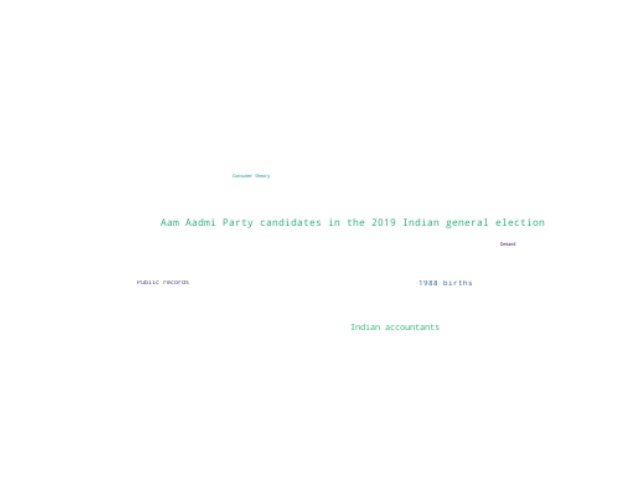 Consumer theory
Aam Aadmi Party candidates in the 2019 Indian general election
Demand
Public records
1988 births
Indian accountants